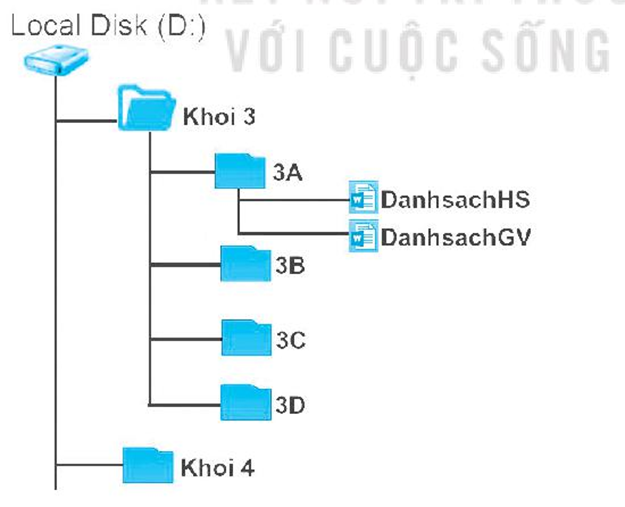 Local Disk (D:)
VỚI CUỘC SỐNG
Khoi 3
3A
DanhsachHS
DanhsachGV
3B
3C
3D
Khoi 4